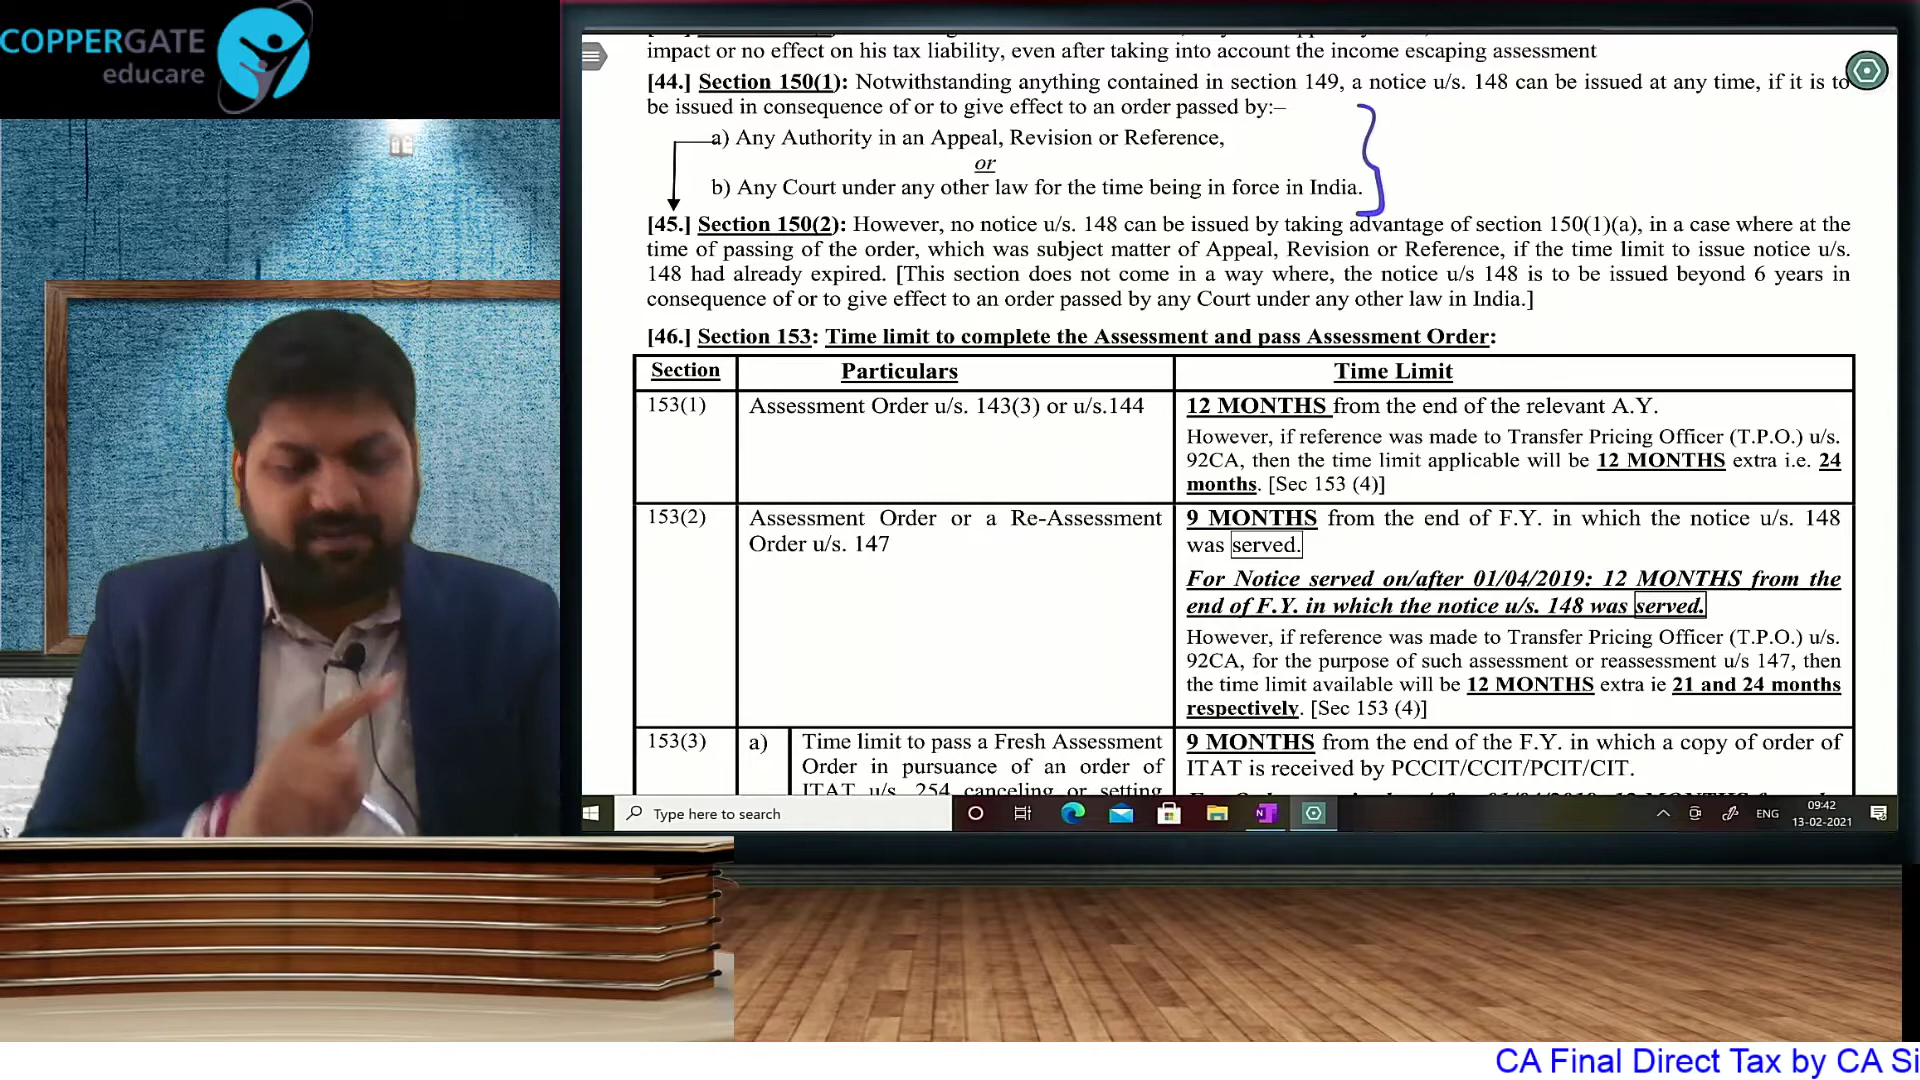 COPPERGATE
educare
impact or no effect on his tax liability, even after taking into account the income escaping assessment
[44.] Section 150(1): Notwithstanding anything contained in section 149, a notice u/s. 148 can be issued at any time, if it is to
be issued in consequence of or to give effect to an order passed by:–
a) Any Authority in an Appeal, Revision or Reference,
or
b) Any Court under any other law for the time being in force in India.
[45.] Section 150(2): However, no notice u/s. 148 can be issued by taking advantage of section 150(1)(a), in a case where at the
time of passing of the order, which was subject matter of Appeal, Revision or Reference, if the time limit to issue notice u/s.
148 had already expired. [This section does not come in a way where, the notice u/s 148 is to be issued beyond 6 years in
consequence of or to give effect to an order passed by any Court under any other law in India.]
[46.] Section 153: Time limit to complete the Assessment and pass Assessment Order:
Section Particulars Time Limit
153(1) Assessment Order u/s. 143(3) or u/s.144 12 MONTHS from the end of the relevant A.Y.
However, if reference was made to Transfer Pricing Officer (T.P.O.) u/s.
92CA, then the time limit applicable will be 12 MONTHS extra i.e. 24
months. [Sec 153 (4)]
153(2) Assessment Order or a Re-Assessment 9 MONTHS from the end of F.Y. in which the notice u/s. 148
Order u/s. 147 was served.
For Notice served on/after 01/04/2019: 12 MONTHS from the
end of F.Y. in which the notice u/s. 148 was served.
However, if reference was made to Transfer Pricing Officer (T.P.O.) u/s.
92CA, for the purpose of such assessment or reassessment u/s 147, then
the time limit available will be 12 MONTHS extra ie 21 and 24 months
respectively. [Sec 153 (4)]
153(3) a) Time limit to pass a Fresh Assessment 9 MONTHS from the end of the F.Y. in which a copy of order of
Order in pursuance of an order of ITAT is received by PCCIT/CCIT/PCIT/CIT.
ITAT u/s. 254 canceling or setting
Type here to search
ENG
09:42
13-02-2021
CA Final Direct Tax by CA Si